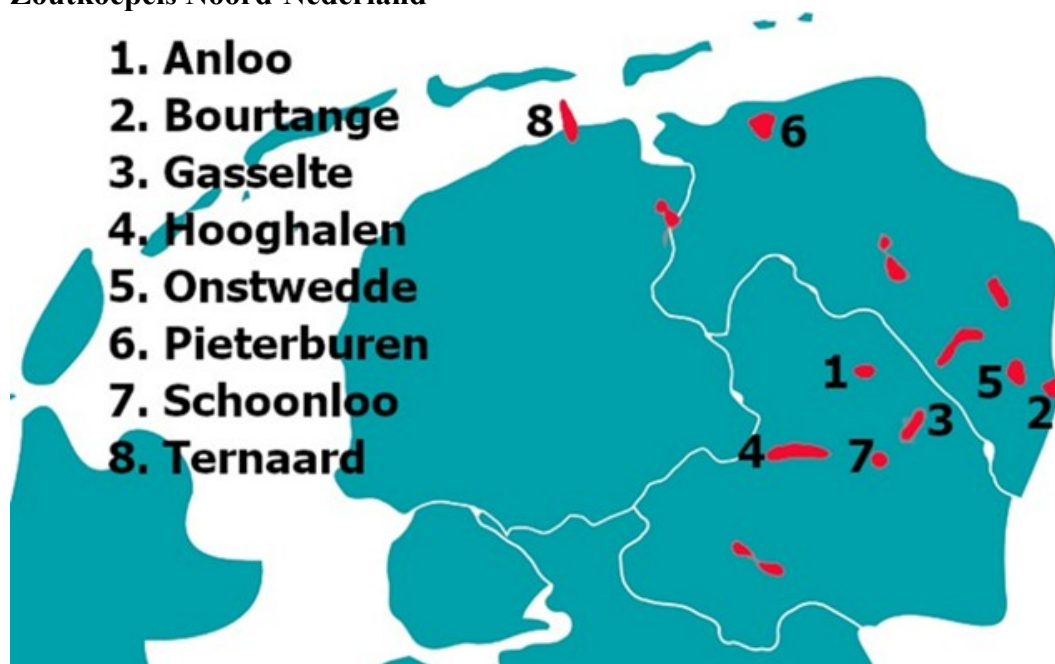 Zoutkoepels Noord-Nederland
1. Anloo
2. Bourtange
3. Gasselte
4. Hooghalen
5. Onstwedde
6. Pieterburen
7. Schoonloo
8. Ternaard
8
6
1
5
2
3
4
7